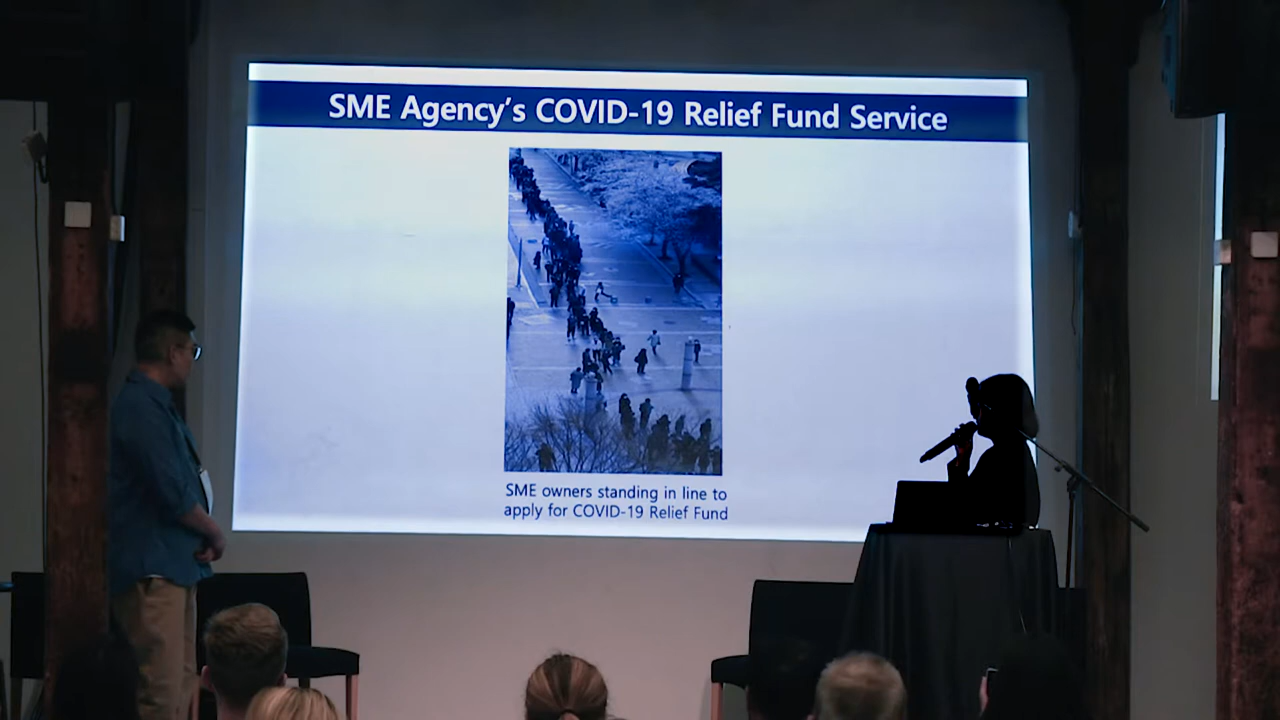 SME Agency's COVID-19 Relief Fund Service
SME owners standing in line to
apply for COVID-19 Relief Fund